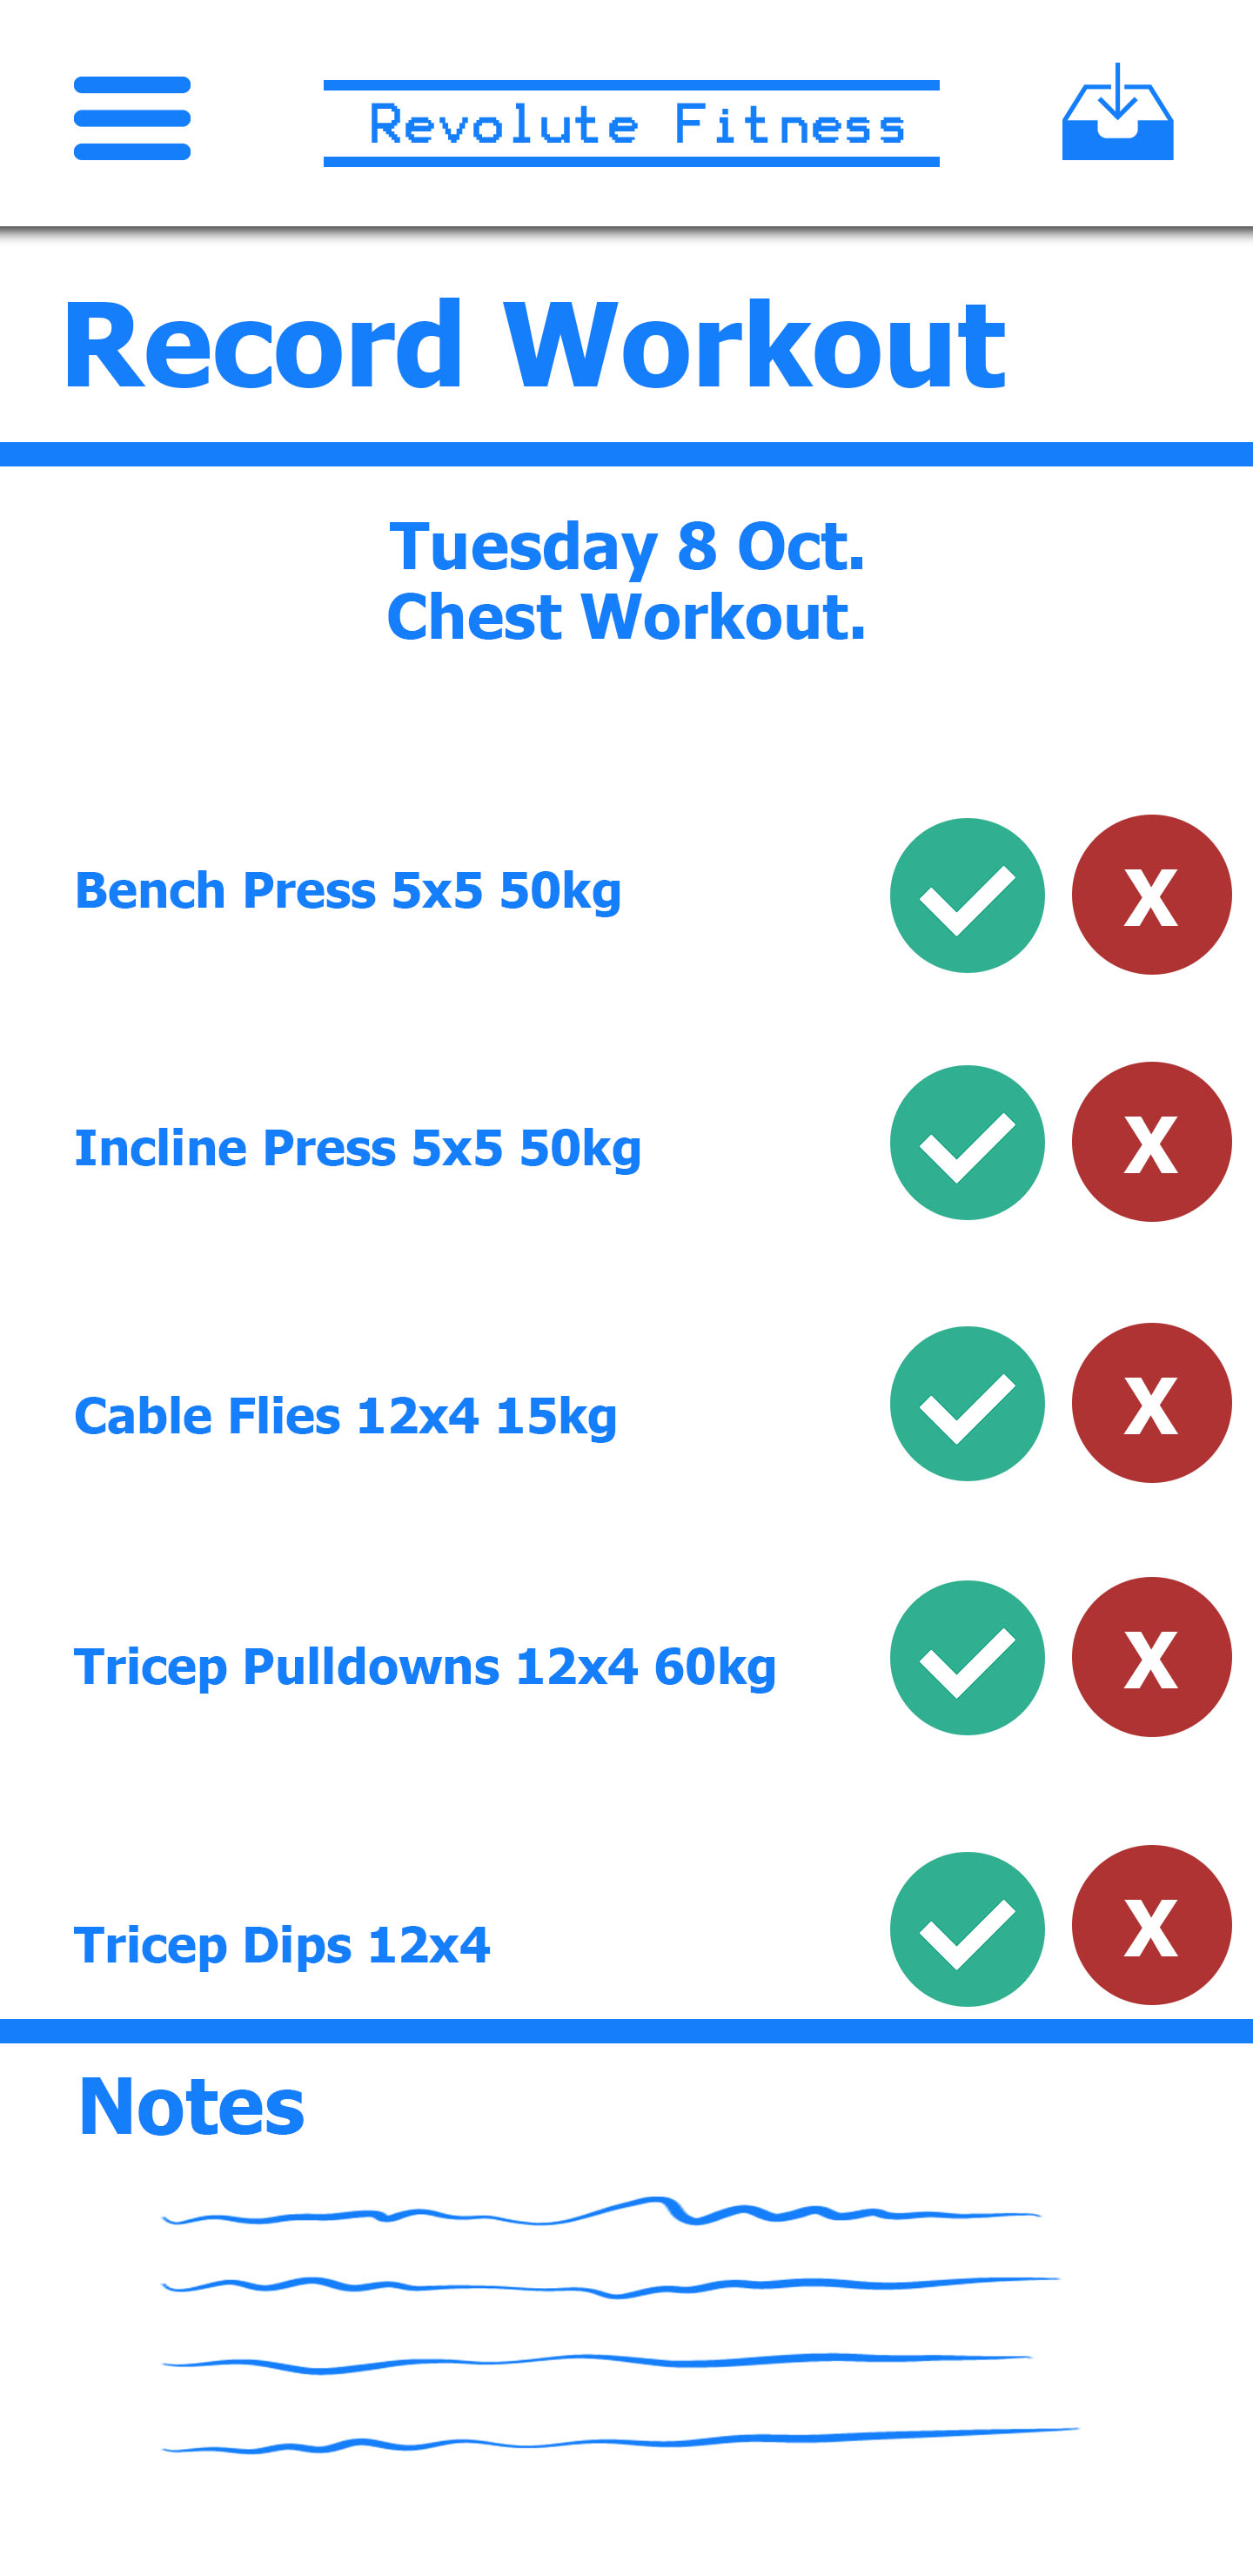 Revolute Fitness
Record Workout
Tuesday 8 Oct.
Chest Workout.
Bench Press 5x5 50kg
X
Incline Press 5x5 50kg
X
Cable Flies 12x4 15kg
X
Tricep Pulldowns 12x4 60kg
X
Tricep Dips 12x4
X
Notes